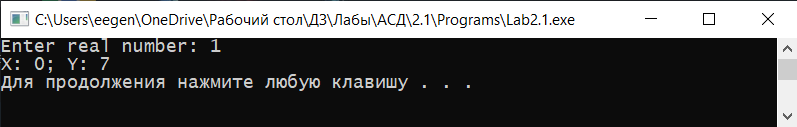 C:\Users\eegen\OneDrive\Рабочий стол\ДЗ\Лабы\АСД\2.1\Programs\Lab2.1.exe
Enter real number: 1
X: 0; Y: 7
Для продолжения нажмите любую клавишу . . .